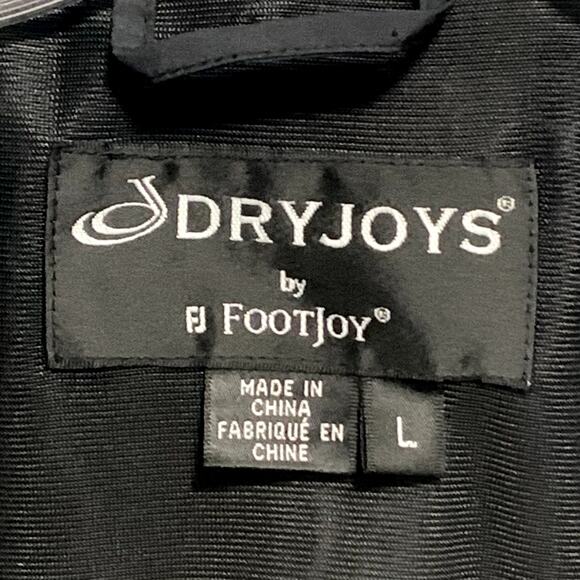 DRYJOYS®
by
FJ FOOTJOY®
MADE IN
CHINA
FABRIQUÉ EN
CHINE
L